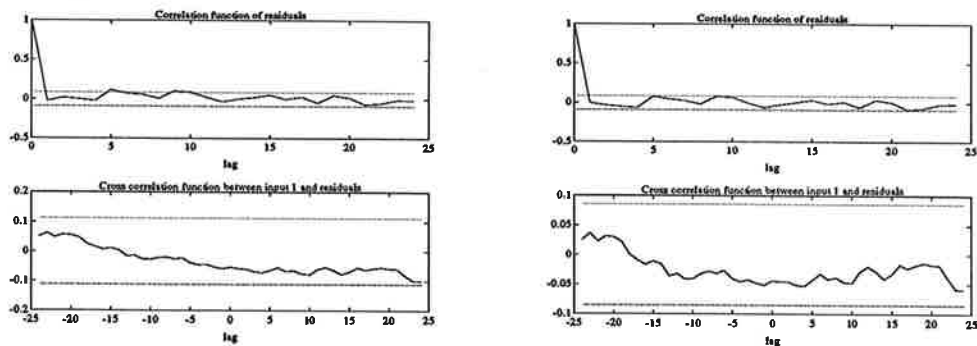 Correlation function of residuals
1
0.5
0
-0.5
0 5 10 15 20 25
lag
Cross correlation function between input 1 and residuals
0.2
0.1
0
-0.1
-0.2
-25 -20 -15 -10 -5 0 5 10 15 20 25
lag
Correlation function of residuals
1
0.5
0
-0.5
0 5 10 15 20 25
lag
Cross correlation function between input 1 and residuals
0.1
0.05
0
-0.05
-0.1
-25 -20 -15 -10 -5 0 5 10 15 20 25
lag